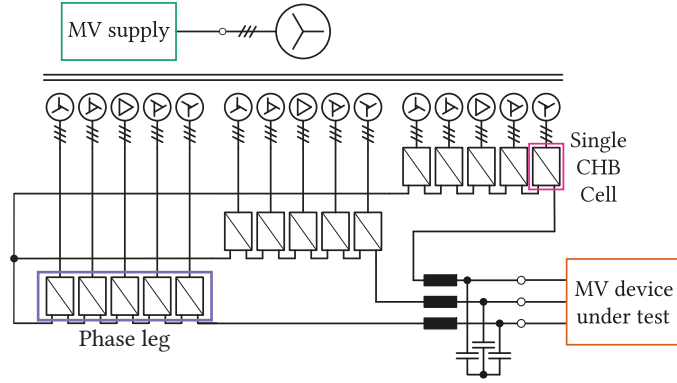 MV supply
Single
CHB
Cell
MV device
under test
Phase leg